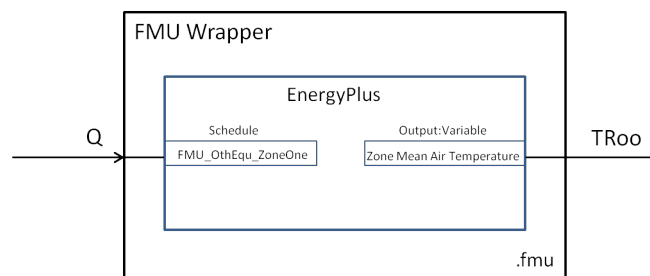 FMU Wrapper
EnergyPlus
Q
Schedule
Output:Variable
TRoo
FMU_OthEqu_ZoneOne
Zone Mean Air Temperature
.fmu